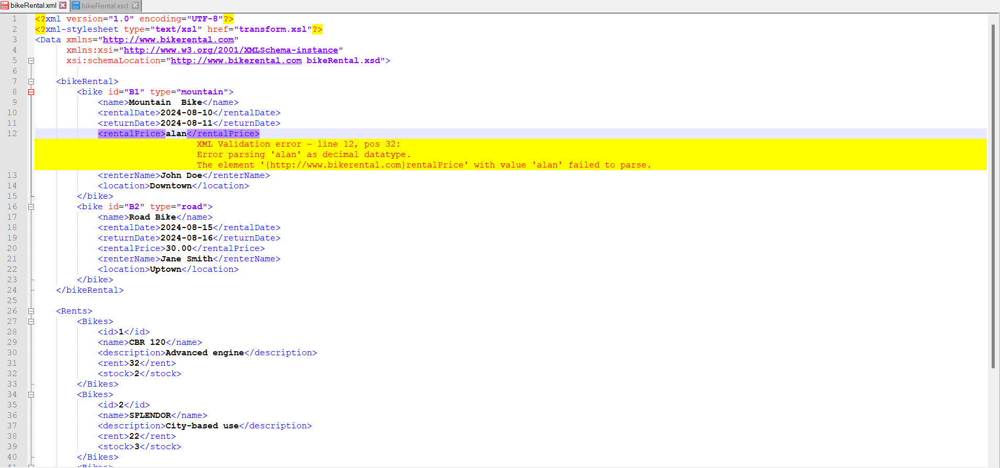 bikeRental.xml bikeRental.xsd
1 <?xml version="1.0" encoding="UTF-8"?>
2 <?xml-stylesheet type="text/xsl" href="transform.xsl"?>
3 <Data xmlns="http://www.bikerental.com"
4 xmlns:xsi="http://www.w3.org/2001/XMLSchema-instance"
5 xsi:schemaLocation="http://www.bikerental.com bikeRental.xsd">
6
7 <bikeRental>
8 <bike id="B1" type="mountain">
9 <name>Mountain  Bike</name>
10 <rentalDate>2024-08-10</rentalDate>
11 <returnDate>2024-08-11</returnDate>
12 <rentalPrice>alan</rentalPrice>
XML Validation error - line 12, pos 32:
Error parsing 'alan' as decimal datatype.
The element '{http://www.bikerental.com}rentalPrice' with value 'alan' failed to parse.
13 <renterName>John Doe</renterName>
14 <location>Downtown</location>
15 </bike>
16 <bike id="B2" type="road">
17 <name>Road Bike</name>
18 <rentalDate>2024-08-15</rentalDate>
19 <returnDate>2024-08-16</returnDate>
20 <rentalPrice>30.00</rentalPrice>
21 <renterName>Jane Smith</renterName>
22 <location>Uptown</location>
23 </bike>
24 </bikeRental>
25
26 <Rents>
27 <Bikes>
28 <id>1</id>
29 <name>CBR 120</name>
30 <description>Advanced engine</description>
31 <rent>32</rent>
32 <stock>2</stock>
33 </Bikes>
34 <Bikes>
35 <id>2</id>
36 <name>SPLENDOR</name>
37 <description>City-based use</description>
38 <rent>22</rent>
39 <stock>3</stock>
40 </Bikes>
41 <Bikes>